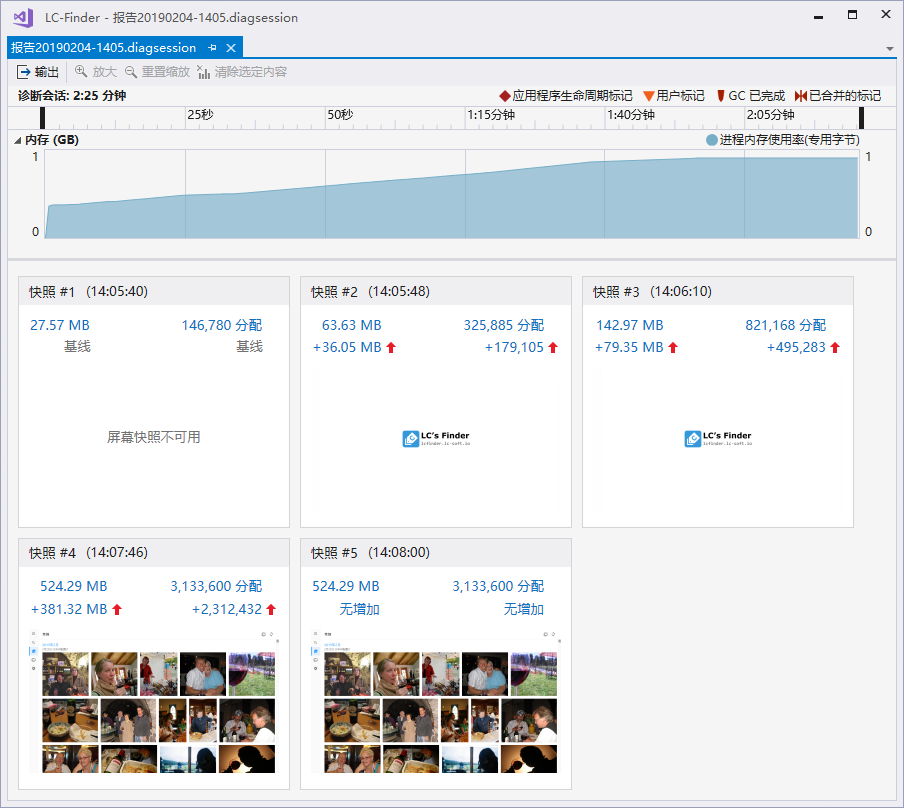 LC-Finder - 报告20190204-1405.diagsession
报告20190204-1405.diagsession
输出 放大 重置缩放 清除选定内容
诊断会话: 2:25 分钟 应用程序生命周期标记 用户标记 GC 已完成 已合并的标记
25秒 50秒 1:15分钟 1:40分钟 2:05分钟
内存 (GB) 进程内存使用率(专用字节)
1 1
0 0
快照 #1 (14:05:40)
27.57 MB 146,780 分配
基线 基线
屏幕快照不可用
快照 #2 (14:05:48)
63.63 MB 325,885 分配
+36.05 MB +179,105
LC's Finder
lcfinder.lc-soft.io
快照 #3 (14:06:10)
142.97 MB 821,168 分配
+79.35 MB +495,283
LC's Finder
lcfinder.lc-soft.io
快照 #4 (14:07:46)
524.29 MB 3,133,600 分配
+381.32 MB +2,312,432
快照 #5 (14:08:00)
524.29 MB 3,133,600 分配
无增加 无增加